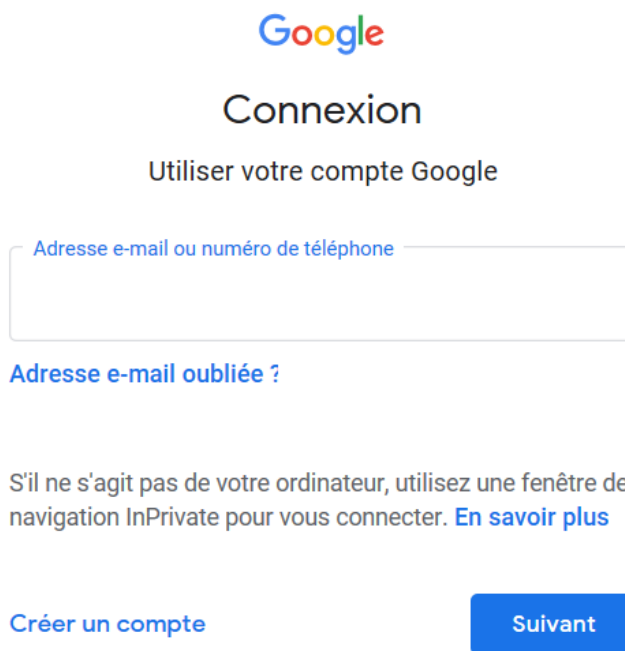 Google
Connexion
Utiliser votre compte Google
Adresse e-mail ou numéro de téléphone
Adresse e-mail oubliée ?
S'il ne s'agit pas de votre ordinateur, utilisez une fenêtre de
navigation InPrivate pour vous connecter. En savoir plus
Créer un compte
Suivant